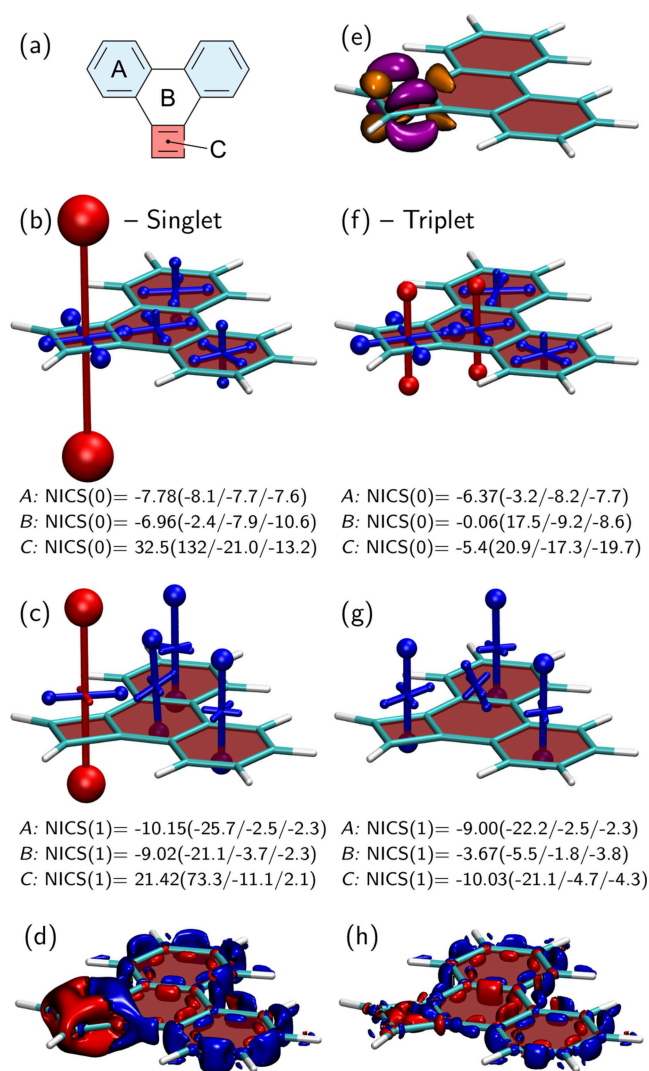 (a)
A
B
C
(e)
(b)
– Singlet
(f) – Triplet
A: NICS(0)= -7.78(-8.1/-7.7/-7.6)
B: NICS(0)= -6.96(-2.4/-7.9/-10.6)
C: NICS(0)= 32.5(132/-21.0/-13.2)
A: NICS(0)= -6.37(-3.2/-8.2/-7.7)
B: NICS(0)= -0.06(17.5/-9.2/-8.6)
C: NICS(0)= -5.4(20.9/-17.3/-19.7)
(c)
(g)
A: NICS(1)= -10.15(-25.7/-2.5/-2.3)
B: NICS(1)= -9.02(-21.1/-3.7/-2.3)
C: NICS(1)= 21.42(73.3/-11.1/2.1)
A: NICS(1)= -9.00(-22.2/-2.5/-2.3)
B: NICS(1)= -3.67(-5.5/-1.8/-3.8)
C: NICS(1)= -10.03(-21.1/-4.7/-4.3)
(d)
(h)